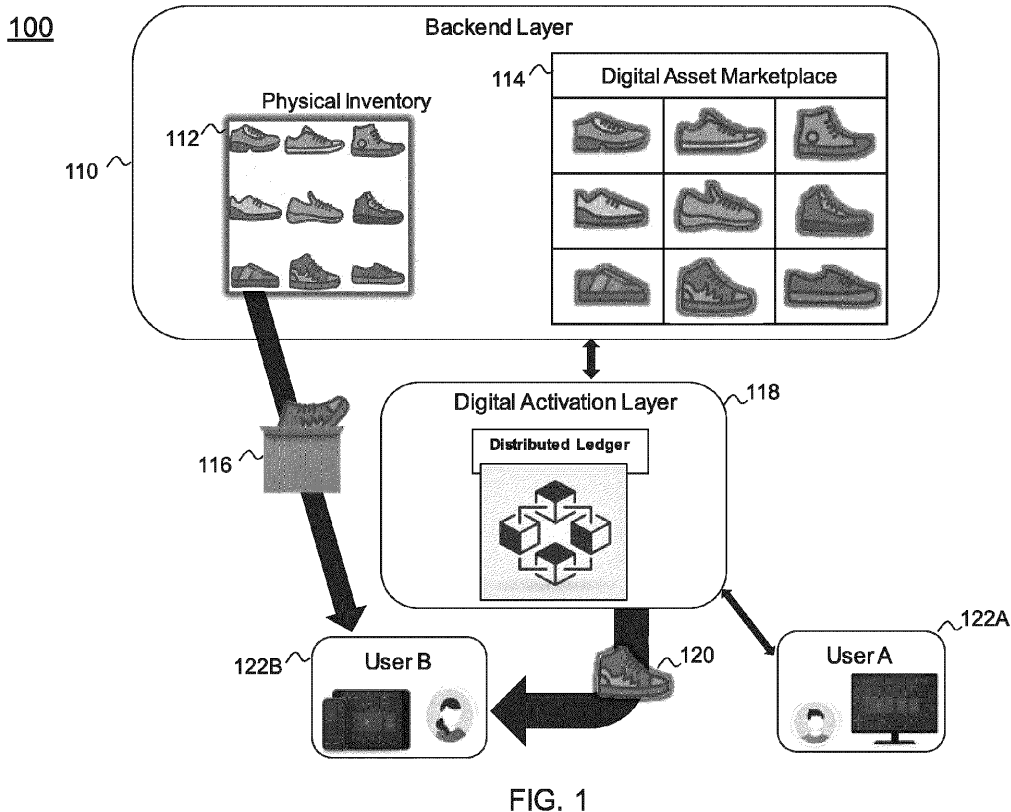 100
Backend Layer
114
Digital Asset Marketplace
Physical Inventory
112
110
118
Digital Activation Layer
Distributed Ledger
116
122A
122B
User B
120
User A
FIG. 1